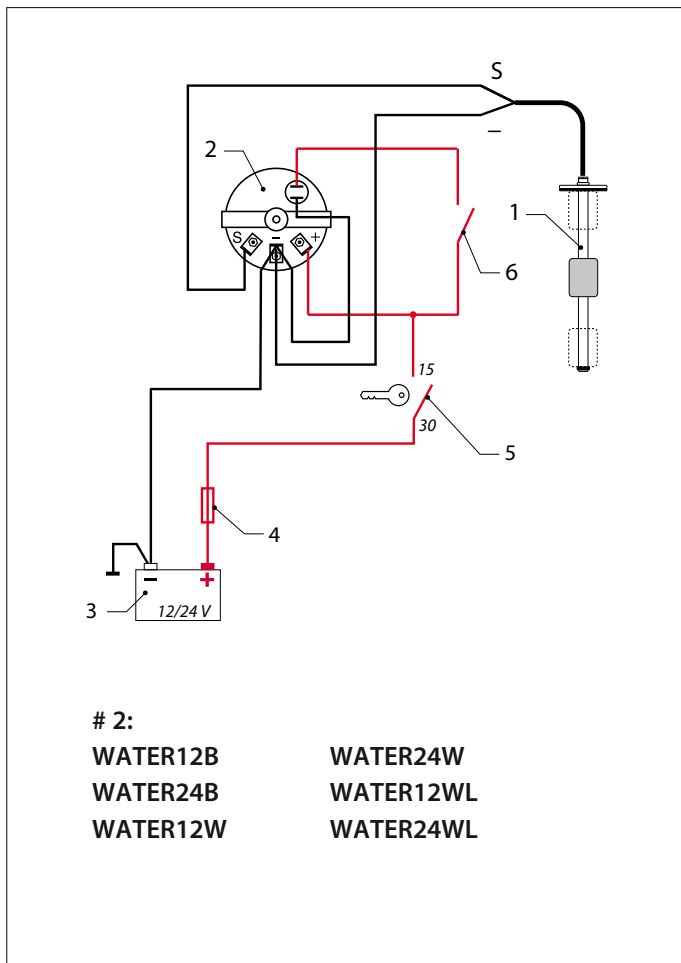 S
–
2
1
S
–
+
6
15
30
5
4
–
+
3
12/24 V
# 2:
WATER12B
WATER24W
WATER24B
WATER12WL
WATER12W
WATER24WL